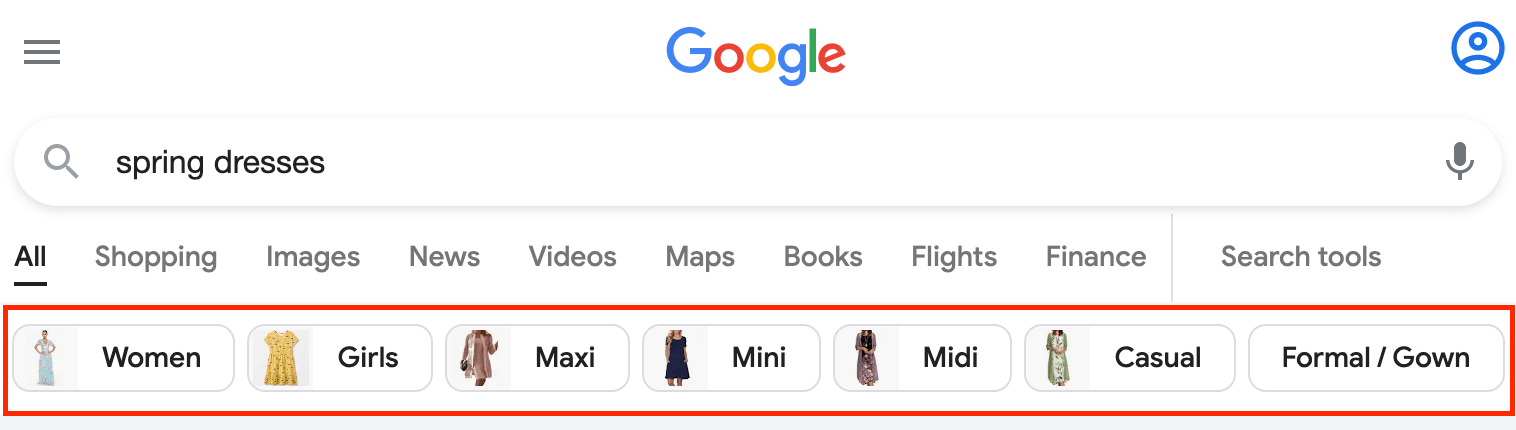 Google
spring dresses
All Shopping Images News Videos Maps Books Flights Finance Search tools
Women Girls Maxi Mini Midi Casual Formal / Gown